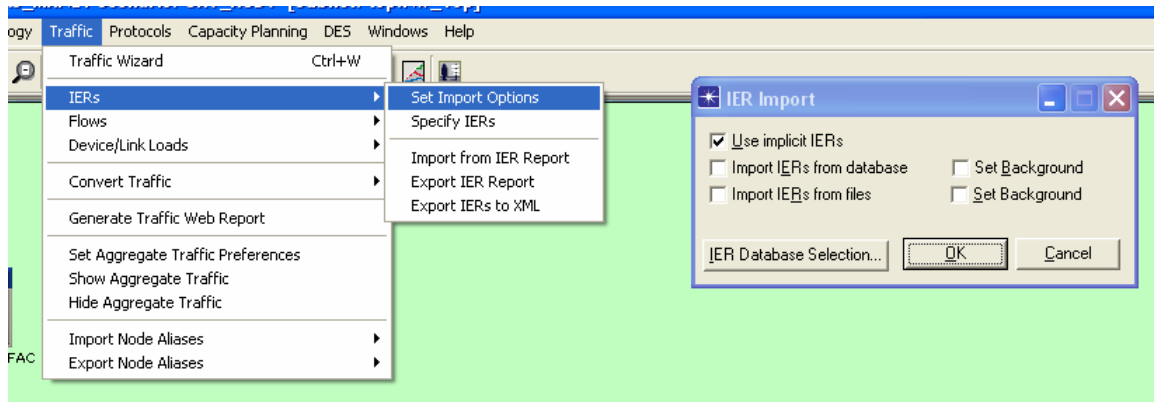 ogy Traffic Protocols Capacity Planning DES Windows Help
Traffic Wizard Ctrl+W
IERs
Flows
Device/Link Loads
Convert Traffic
Generate Traffic Web Report
Set Aggregate Traffic Preferences
Show Aggregate Traffic
Hide Aggregate Traffic
Import Node Aliases
Export Node Aliases
Set Import Options
Specify IERs
Import from IER Report
Export IER Report
Export IERs to XML
IER Import
Use implicit IERs
Import IERs from database Set Background
Import IERs from files Set Background
IER Database Selection... OK Cancel
FAC